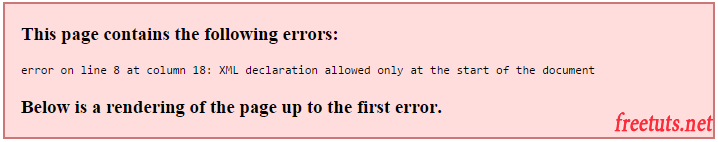 This page contains the following errors:
error on line 8 at column 18: XML declaration allowed only at the start of the document
Below is a rendering of the page up to the first error.
freetuts.net